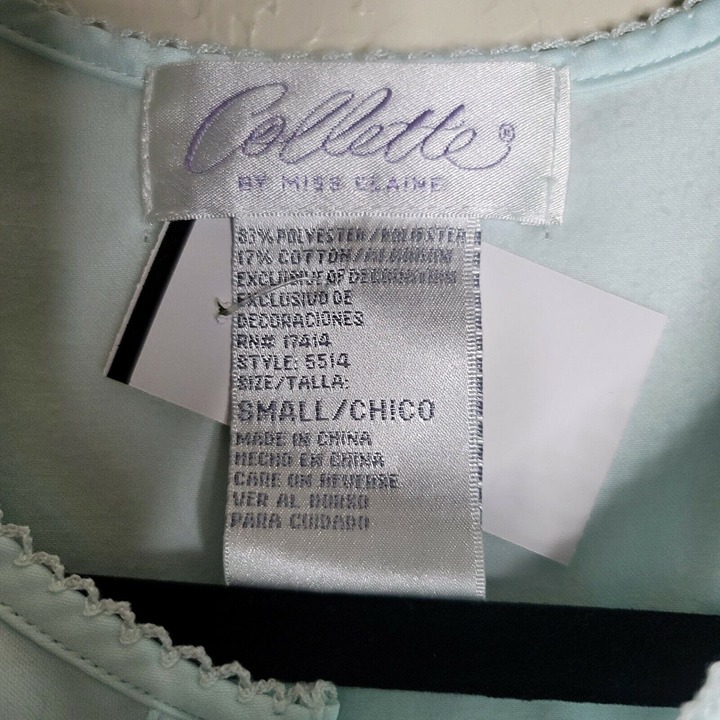 Collette®
BY MISS ELAINE
83% POLYESTER/POLIESTER
17% COTTON/ALGODON
EXCLUSIVE OF DECORATION
EXCLUSIVO DE
DECORACIONES
RN# 17414
STYLE: 5514
SIZE/TALLA:
SMALL/CHICO
MADE IN CHINA
HECHO EN CHINA
CARE ON REVERSE
VER AL DORSO
PARA CUIDADO